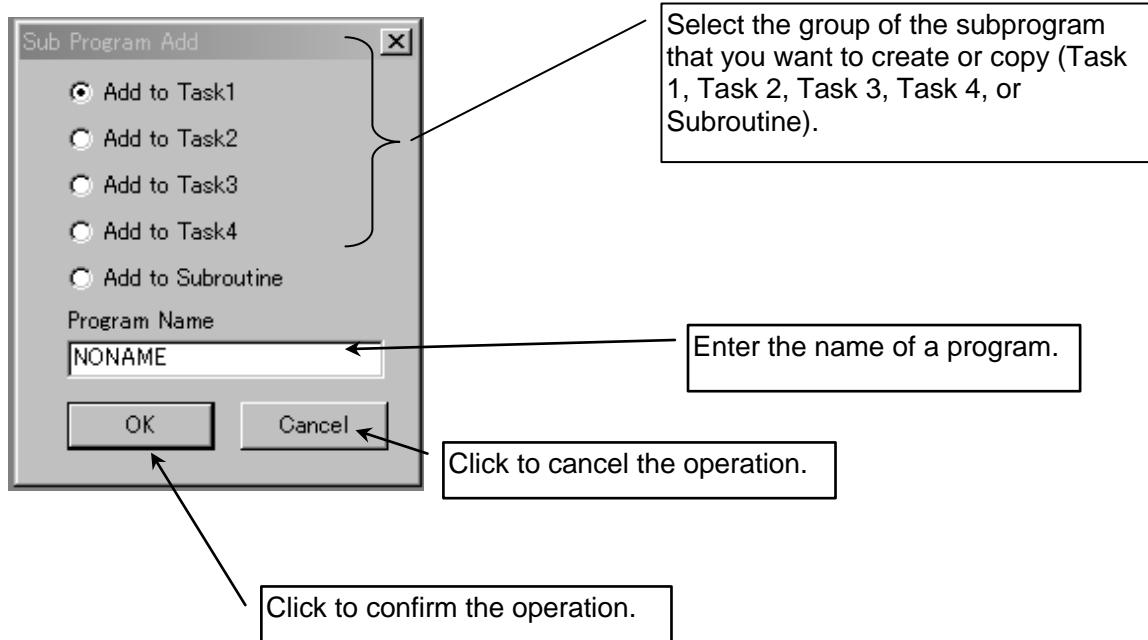 Sub Program Add
Add to Task1
Add to Task2
Add to Task3
Add to Task4
Add to Subroutine
Program Name
NONAME
OK
Cancel
Select the group of the subprogram
that you want to create or copy (Task
1, Task 2, Task 3, Task 4, or
Subroutine).
Enter the name of a program.
Click to cancel the operation.
Click to confirm the operation.